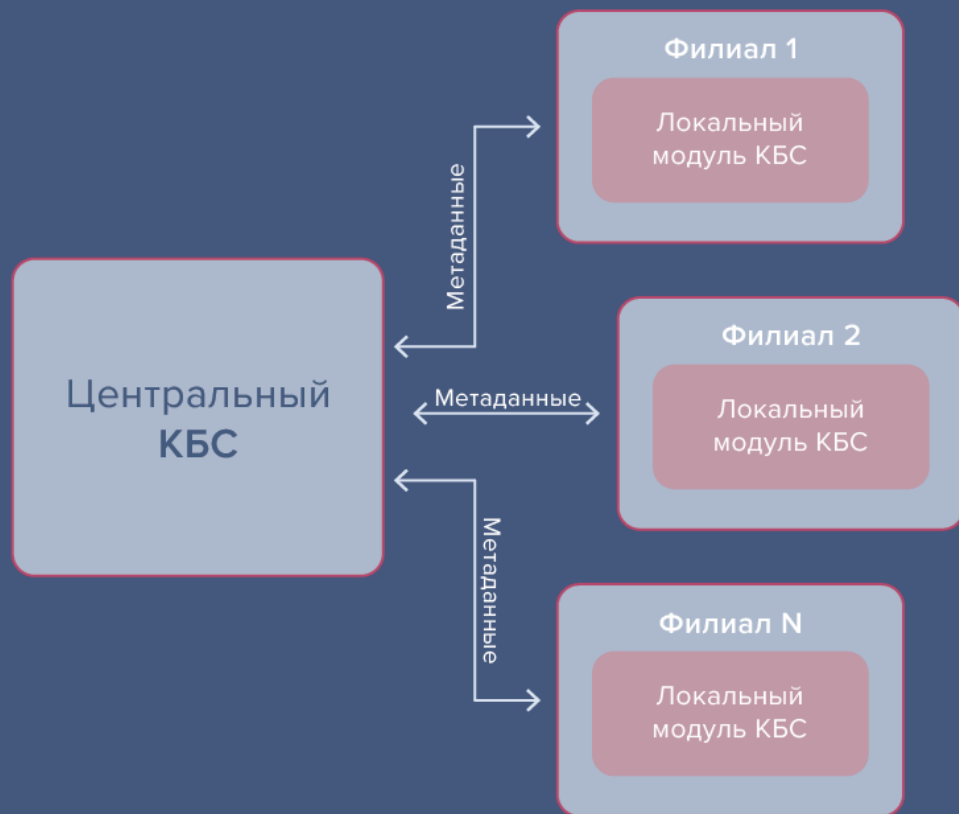 Филиал 1
Локальный
модуль КБС
Метаданные
Центральный
КБС
Метаданные
Филиал 2
Локальный
модуль КБС
Метаданные
Филиал N
Локальный
модуль КБС